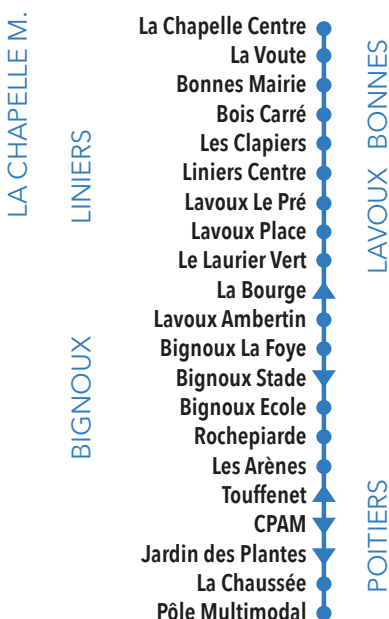 LA CHAPELLE M.
LINIERS
BIGNOUX
La Chapelle Centre
La Voute
Bonnes Mairie
Bois Carré
Les Clapiers
Liniers Centre
Lavoux Le Pré
Lavoux Place
Le Laurier Vert
La Bourge
Lavoux Ambertin
Bignoux La Foye
Bignoux Stade
Bignoux Ecole
Rochepiarde
Les Arènes
Touffenet
CPAM
Jardin des Plantes
La Chaussée
Pôle Multimodal
BONNES
LAVOUX
POITIERS